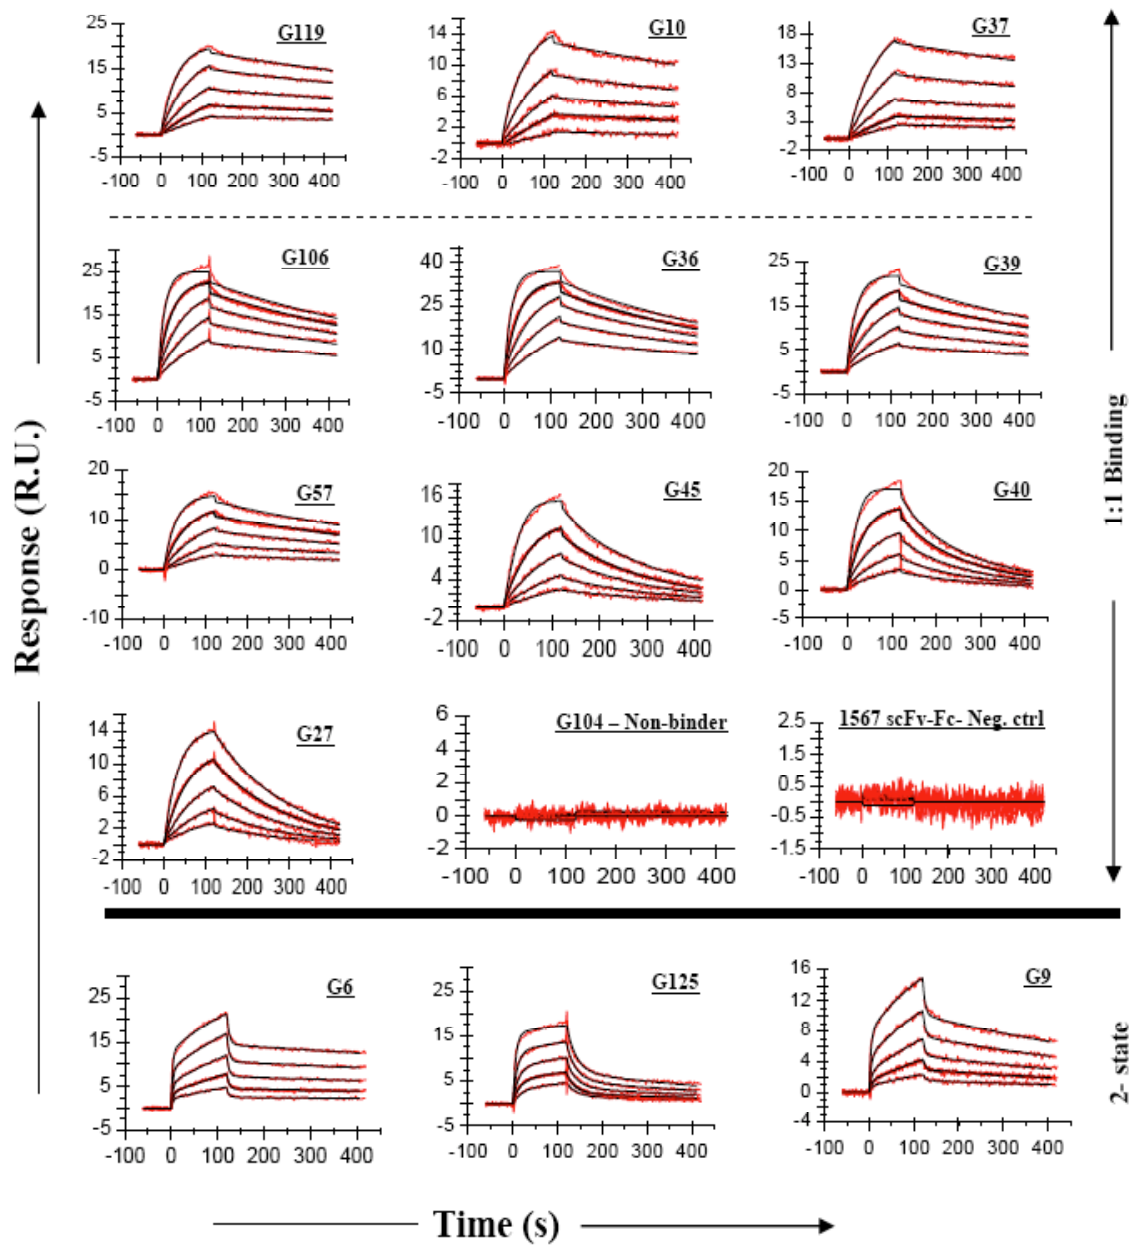 G119
25
15
5
-5
-100 0 100 200 300 400
G10
14
10
6
2
-2
-100 0 100 200 300 400
G37
18
13
8
3
-2
-100 0 100 200 300 400
G106
25
15
5
-5
-100 0 100 200 300 400
G36
40
25
10
-5
-100 0 100 200 300 400
G39
25
15
5
-5
-100 0 100 200 300 400
G57
20
10
0
-10
-100 0 100 200 300 400
G45
16
10
4
-2
-100 0 100 200 300 400
G40
20
15
10
5
0
-5
-100 0 100 200 300 400
G27
14
10
6
2
-2
-100 0 100 200 300 400
G104 – Non-binder
6
4
2
0
-2
-100 0 100 200 300 400
1567 scFv-Fc- Neg. ctrl
2.5
1.5
0.5
-0.5
-1.5
-100 0 100 200 300 400
G6
25
15
5
-5
-100 0 100 200 300 400
G125
25
15
5
-5
-100 0 100 200 300 400
G9
16
12
8
4
0
-4
-100 0 100 200 300 400
Response (R.U.)
Time (s)
1:1 Binding
2- state